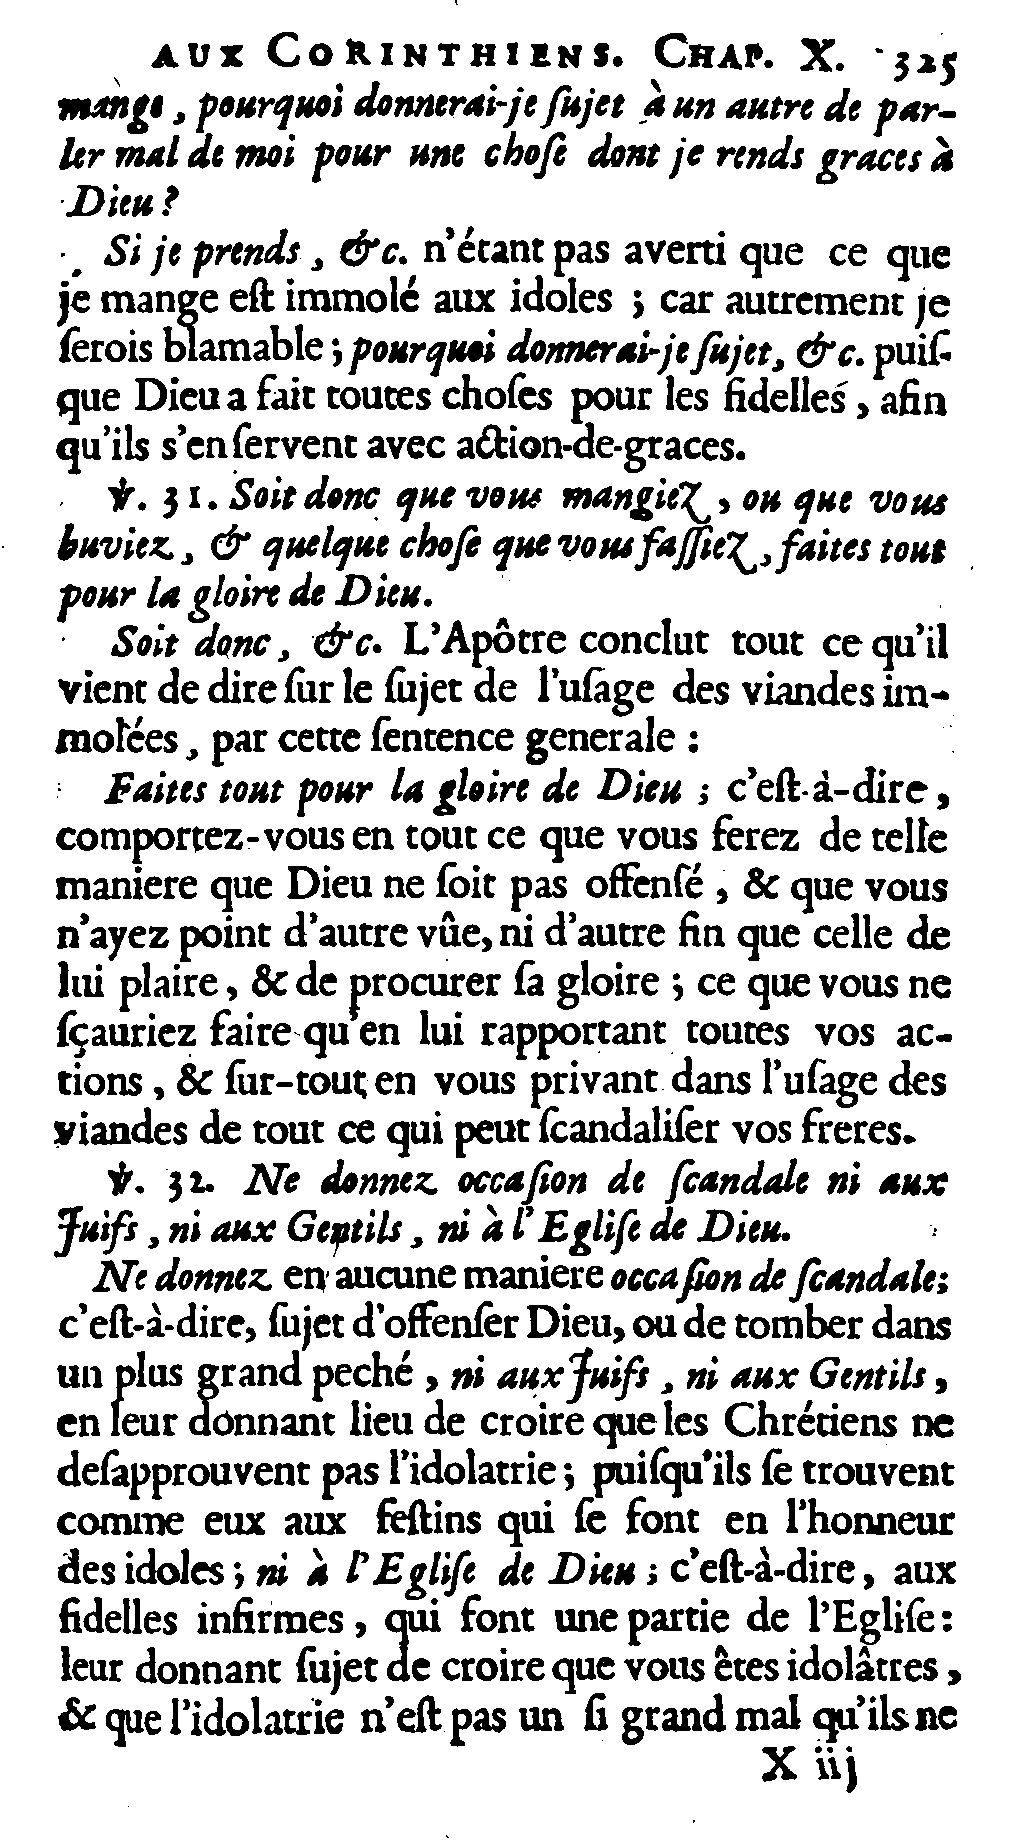 AUX CORINTHIENS. CHAP. X. 325
mange, pourquoi donnerai-je ſujet à un autre de par-
ler mal de moi pour une choſe dont je rends graces à
Dieu ?
Si je prends, &c. n'étant pas averti que ce que
je mange eſt immolé aux idoles ; car autrement je
ſerois blamable ; pourquoi donnerai-je ſujet, &c. puiſ-
que Dieu a fait toutes choſes pour les fidelles, afin
qu'ils s'en ſervent avec action-de-graces.
℣. 31. Soit donc que vous mangiez, ou que vous
buviez, & quelque choſe que vous faſſiez, faites tout
pour la gloire de Dieu.
Soit donc, &c. L'Apôtre conclut tout ce qu'il
vient de dire ſur le ſujet de l'uſage des viandes im-
molées, par cette ſentence generale :
Faites tout pour la gloire de Dieu ; c'eſt-à-dire,
comportez-vous en tout ce que vous ferez de telle
maniere que Dieu ne ſoit pas offenſé, & que vous
n'ayez point d'autre vûe, ni d'autre fin que celle de
lui plaire, & de procurer ſa gloire ; ce que vous ne
ſçauriez faire qu'en lui rapportant toutes vos ac-
tions, & ſur-tout en vous privant dans l'uſage des
viandes de tout ce qui peut ſcandaliſer vos freres.
℣. 32. Ne donnez occaſion de ſcandale ni aux
Juifs, ni aux Gentils, ni à l'Egliſe de Dieu.
Ne donnez en aucune maniere occaſion de ſcandale;
c'eſt-à-dire, ſujet d'offenſer Dieu, ou de tomber dans
un plus grand peché, ni aux Juifs, ni aux Gentils,
en leur donnant lieu de croire que les Chrétiens ne
deſapprouvent pas l'idolatrie ; puiſqu'ils ſe trouvent
comme eux aux feſtins qui ſe font en l'honneur
des idoles ; ni à l'Egliſe de Dieu ; c'eſt-à-dire, aux
fidelles infirmes, qui font une partie de l'Egliſe :
leur donnant ſujet de croire que vous êtes idolâtres,
& que l'idolatrie n'eſt pas un ſi grand mal qu'ils ne
X iij